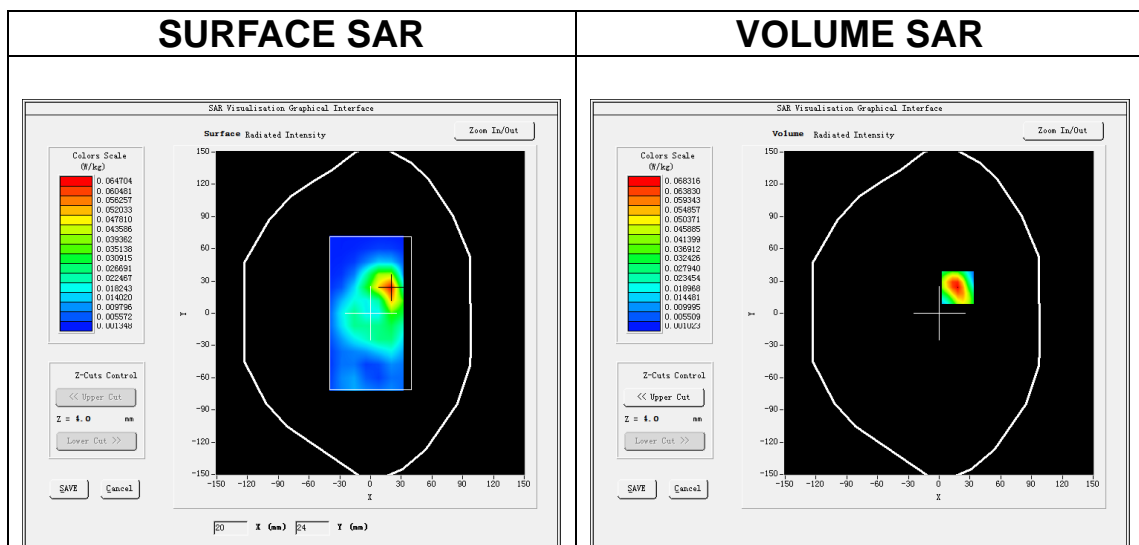 SURFACE SAR
SAR Visualisation Graphical Interface
Surface Radiated Intensity
Zoom In/Out
Colors Scale
(W/kg)
0.064704
0.060481
0.056257
0.052033
0.047810
0.043586
0.039362
0.035138
0.030915
0.026691
0.022467
0.018243
0.014020
0.009796
0.005572
0.001348
Z-Cuts Control
<< Upper Cut
Z = 4.0 mm
Lower Cut >>
SAVE Cancel
150
120
90
60
30
0
-30
-60
-90
-120
-150
Y
-150 -120 -90 -60 -30 0 30 60 90 120 150
X
20 X (mm) 24 Y (mm)
VOLUME SAR
SAR Visualisation Graphical Interface
Volume Radiated Intensity
Zoom In/Out
Colors Scale
(W/kg)
0.068316
0.063830
0.059343
0.054857
0.050371
0.045885
0.041399
0.036912
0.032426
0.027940
0.023454
0.018968
0.014481
0.009995
0.005509
0.001023
Z-Cuts Control
<< Upper Cut
Z = 4.0 mm
Lower Cut >>
SAVE Cancel
150
120
90
60
30
0
-30
-60
-90
-120
-150
Y
-150 -120 -90 -60 -30 0 30 60 90 120 150
X